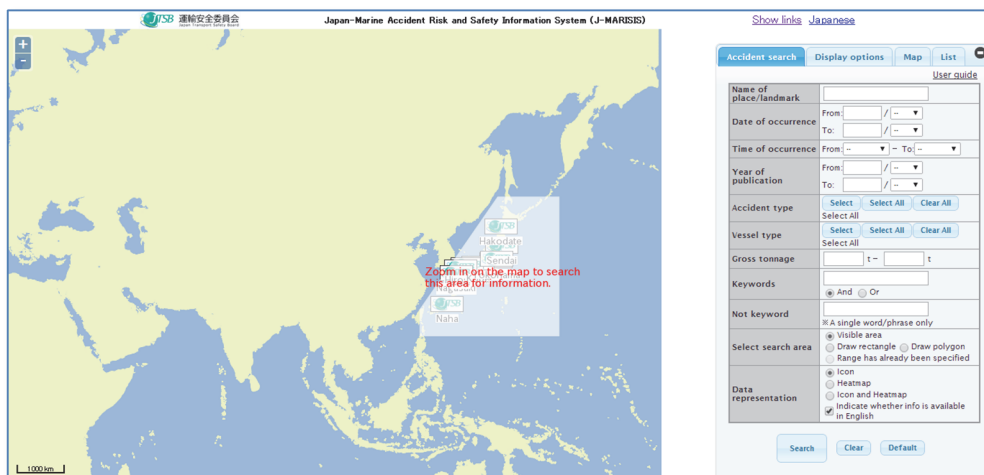 JTSB 運輸安全委員会
Japan Transport Safety Board
Japan-Marine Accident Risk and Safety Information System (J-MARISIS)
Show links Japanese
+
-
JTSB
Hakodate
Sendai
Zoom in on the map to search
this area for information.
Nagasaki
JTSB
Naha
1000 km
Accident search Display options Map List
User guide
Name of
place/landmark
Date of occurrence From: / --
To: / --
Time of occurrence From: -- – To: --
Year of
publication
From: / --
To: / --
Accident type Select Select All Clear All
Select All
Vessel type Select Select All Clear All
Select All
Gross tonnage t – t
Keywords
And Or
Not keyword
※A single word/phrase only
Select search area
Visible area
Draw rectangle Draw polygon
Range has already been specified
Data
representation
Icon
Heatmap
Icon and Heatmap
Indicate whether info is available
in English
Search Clear Default